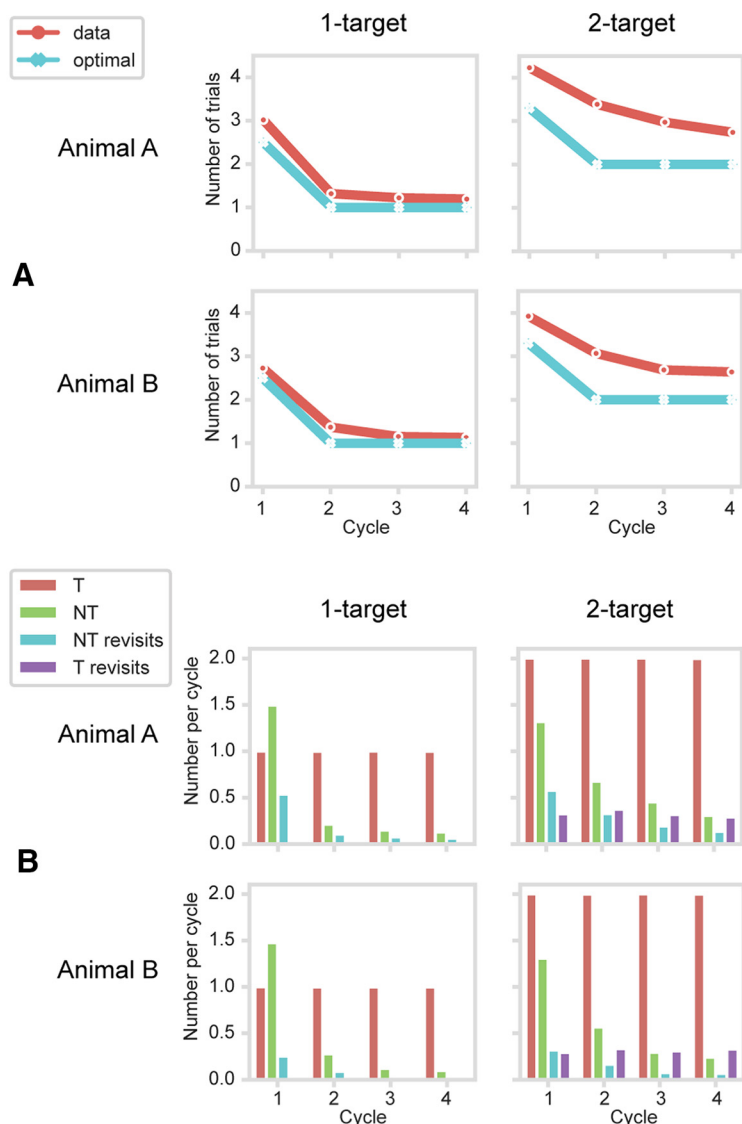 1-target 2-target
data
optimal
Animal A
Number of trials
4
3
2
1
0
A
Animal B
Number of trials
4
3
2
1
0
1 2 3 4 1 2 3 4
Cycle Cycle
T
NT
NT revisits
T revisits
1-target 2-target
Animal A
Number per cycle
2.0
1.5
1.0
0.5
0.0
B
Animal B
Number per cycle
2.0
1.5
1.0
0.5
0.0
1 2 3 4 1 2 3 4
Cycle Cycle